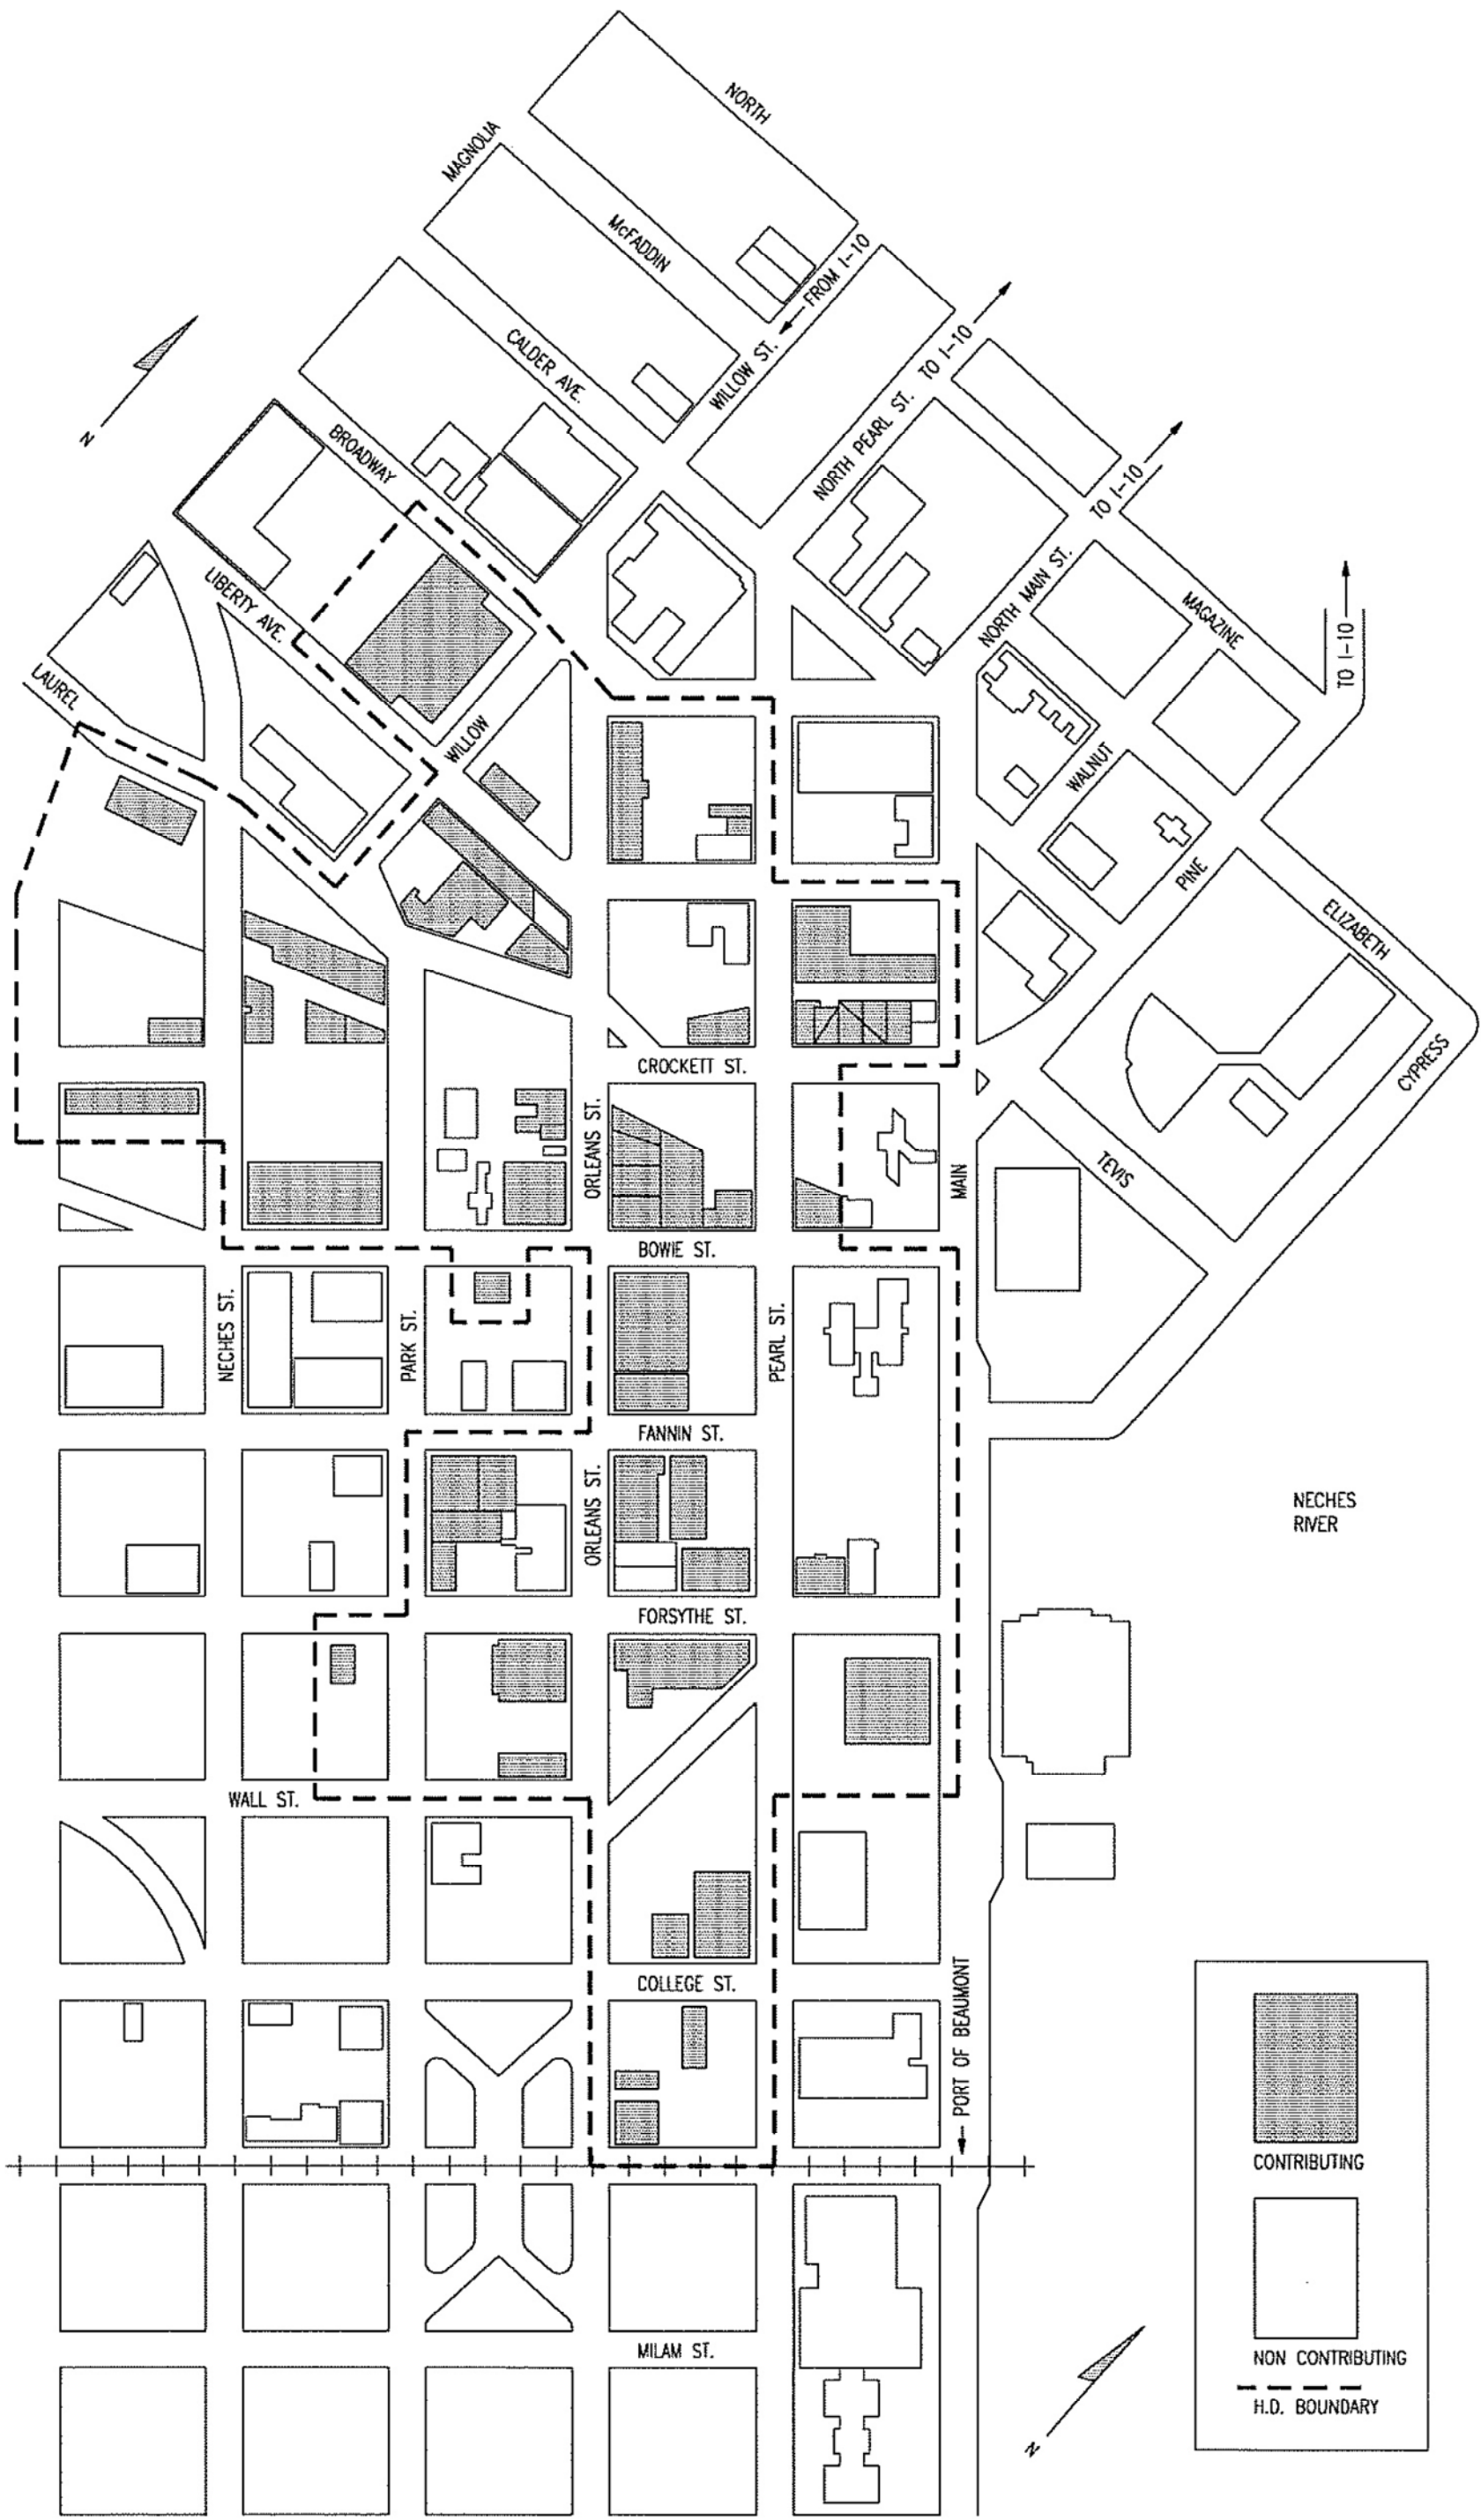 NORTH
MAGNOLIA
McFADDIN
FROM I-10
CALDER AVE.
WILLOW ST.
TO I-10
NORTH PEARL ST.
N
BROADWAY
TO I-10
NORTH MAIN ST.
LIBERTY AVE.
MAGAZINE
TO I-10
LAUREL
WILLOW
WALNUT
PINE
ELIZABETH
CYPRESS
CROCKETT ST.
ORLEANS ST.
MAIN
TEVIS
BOWIE ST.
NECHES ST.
PARK ST.
PEARL ST.
FANNIN ST.
ORLEANS ST.
NECHES
RIVER
FORSYTHE ST.
WALL ST.
COLLEGE ST.
PORT OF BEAUMONT
CONTRIBUTING
MILAM ST.
NON CONTRIBUTING
H.D. BOUNDARY
N